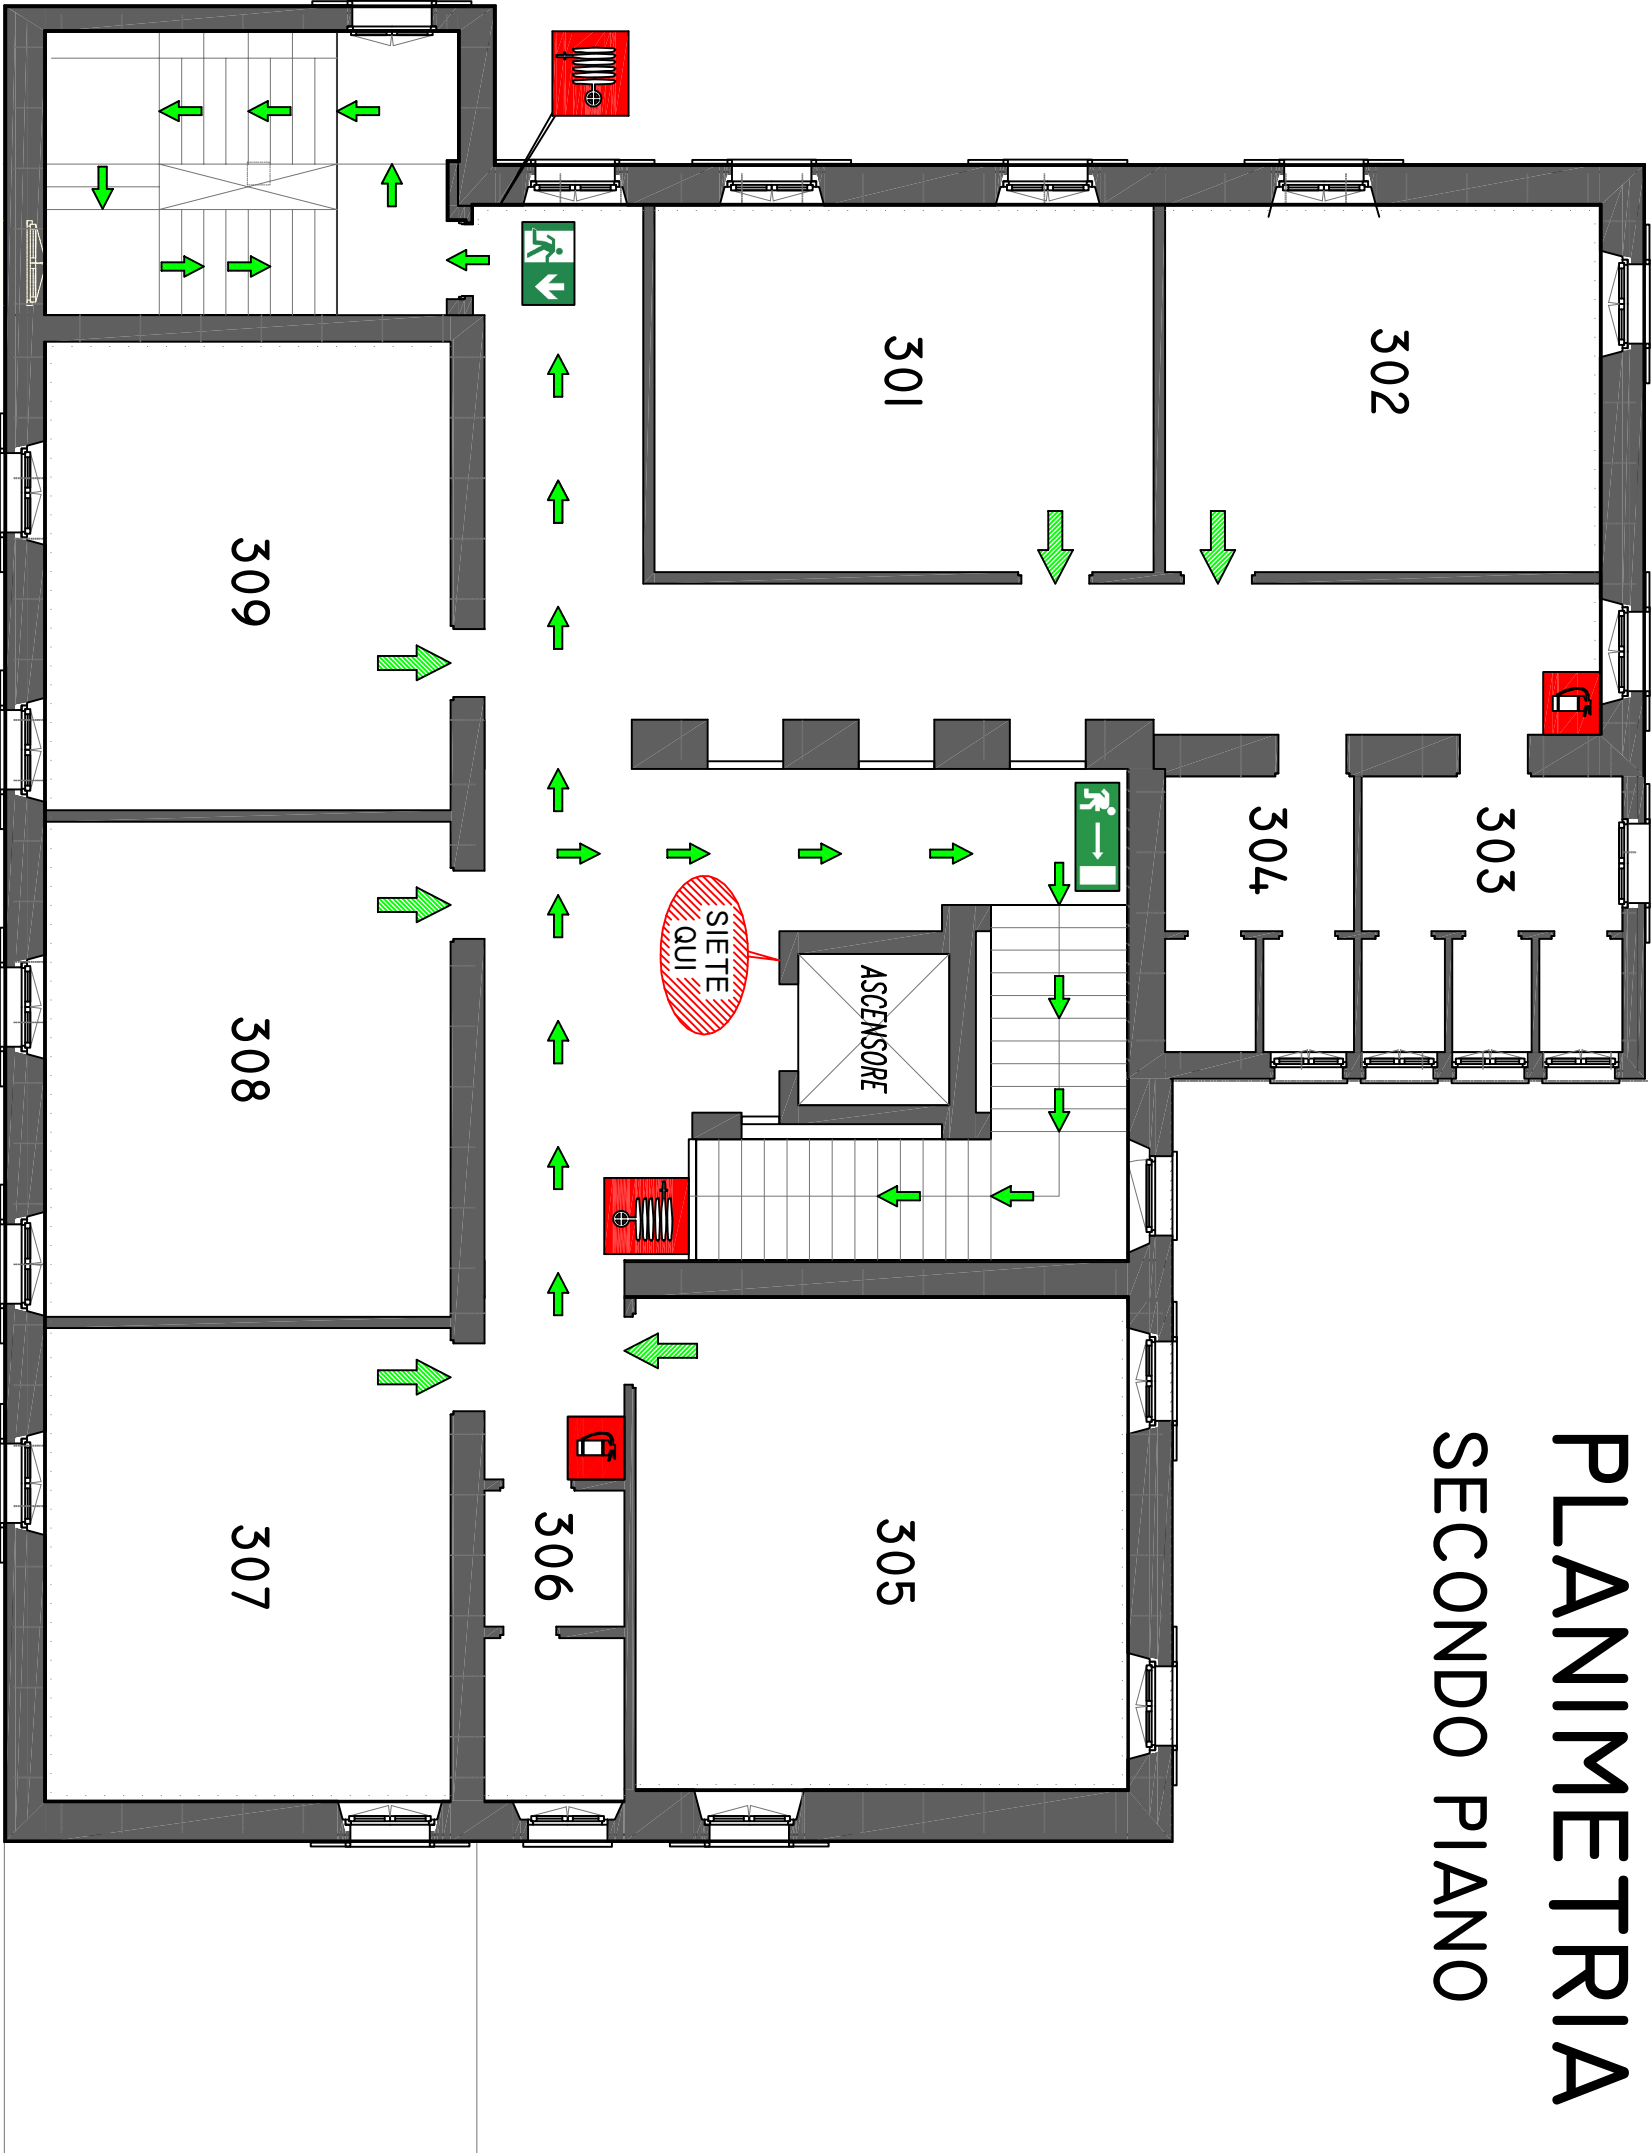 PLANIMETRIA
SECONDO PIANO
302
303
301
304
ASCENSORE
305
SIETE
QUI
306
309
308
307